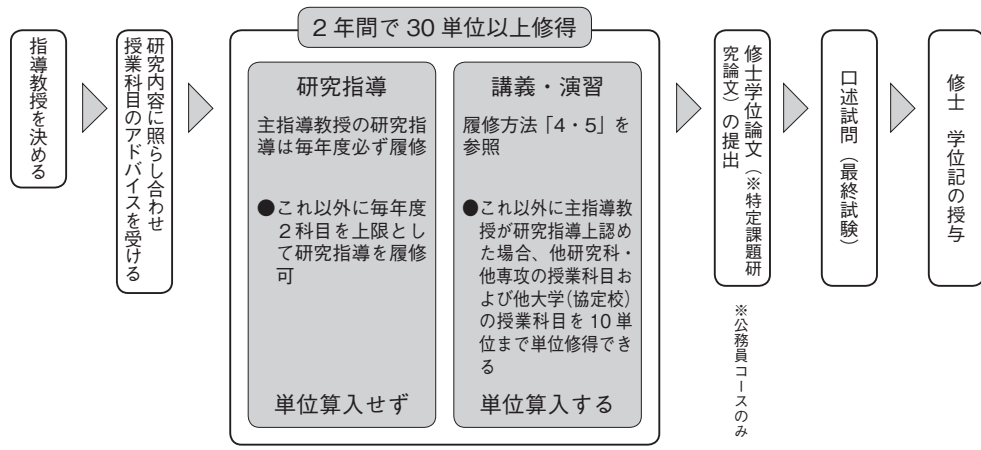 指導教授を決める
研究内容に照らし合わせ
授業科目のアドバイスを受ける
2年間で30単位以上修得
研究指導
主指導教授の研究指
導は毎年度必ず履修
●これ以外に毎年度
2科目を上限とし
て研究指導を履修
可
単位算入せず
講義・演習
履修方法「4・5」を
参照
●これ以外に主指導教
授が研究指導上認め
た場合、他研究科・
他専攻の授業科目お
よび他大学(協定校)
の授業科目を10単
位まで単位修得でき
る
単位算入する
修士学位論文(※特定課題研
究論文)の提出
※公務員コースのみ
口述試問(最終試験)
修士 学位記の授与